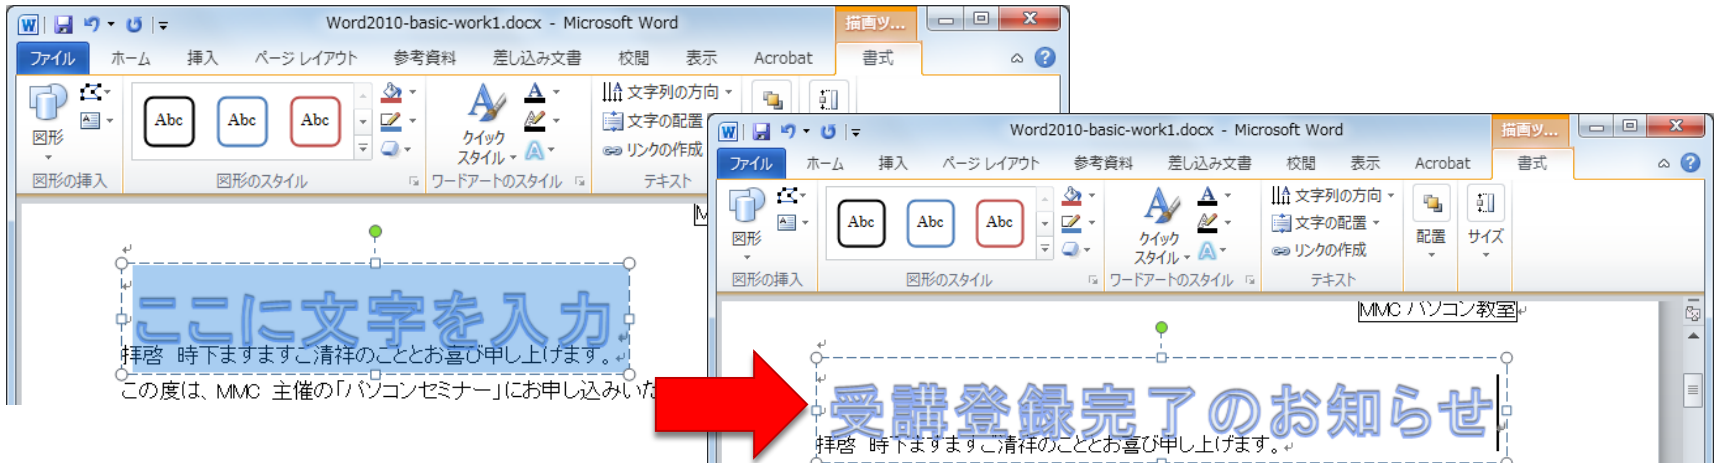 Word2010-basic-work1.docx - Microsoft Word
描画ツ...
ファイル ホーム 挿入 ページ レイアウト 参考資料 差し込み文書 校閲 表示 Acrobat 書式
図形
Abc Abc Abc
クイック
スタイル
文字列の方向
文字の配置
リンクの作成
図形の挿入 図形のスタイル ワードアートのスタイル テキスト
ここに文字を入力
拝啓 時下ますますご清祥のこととお喜び申し上げます。
この度は、MMC 主催の「パソコンセミナー」にお申し込みいた
Word2010-basic-work1.docx - Microsoft Word
描画ツ...
ファイル ホーム 挿入 ページ レイアウト 参考資料 差し込み文書 校閲 表示 Acrobat 書式
図形
Abc Abc Abc
クイック
スタイル
文字列の方向
文字の配置
リンクの作成
配置 サイズ
図形の挿入 図形のスタイル ワードアートのスタイル テキスト
MMC パソコン教室
受講登録完了のお知らせ
拝啓 時下ますますご清祥のこととお喜び申し上げます。